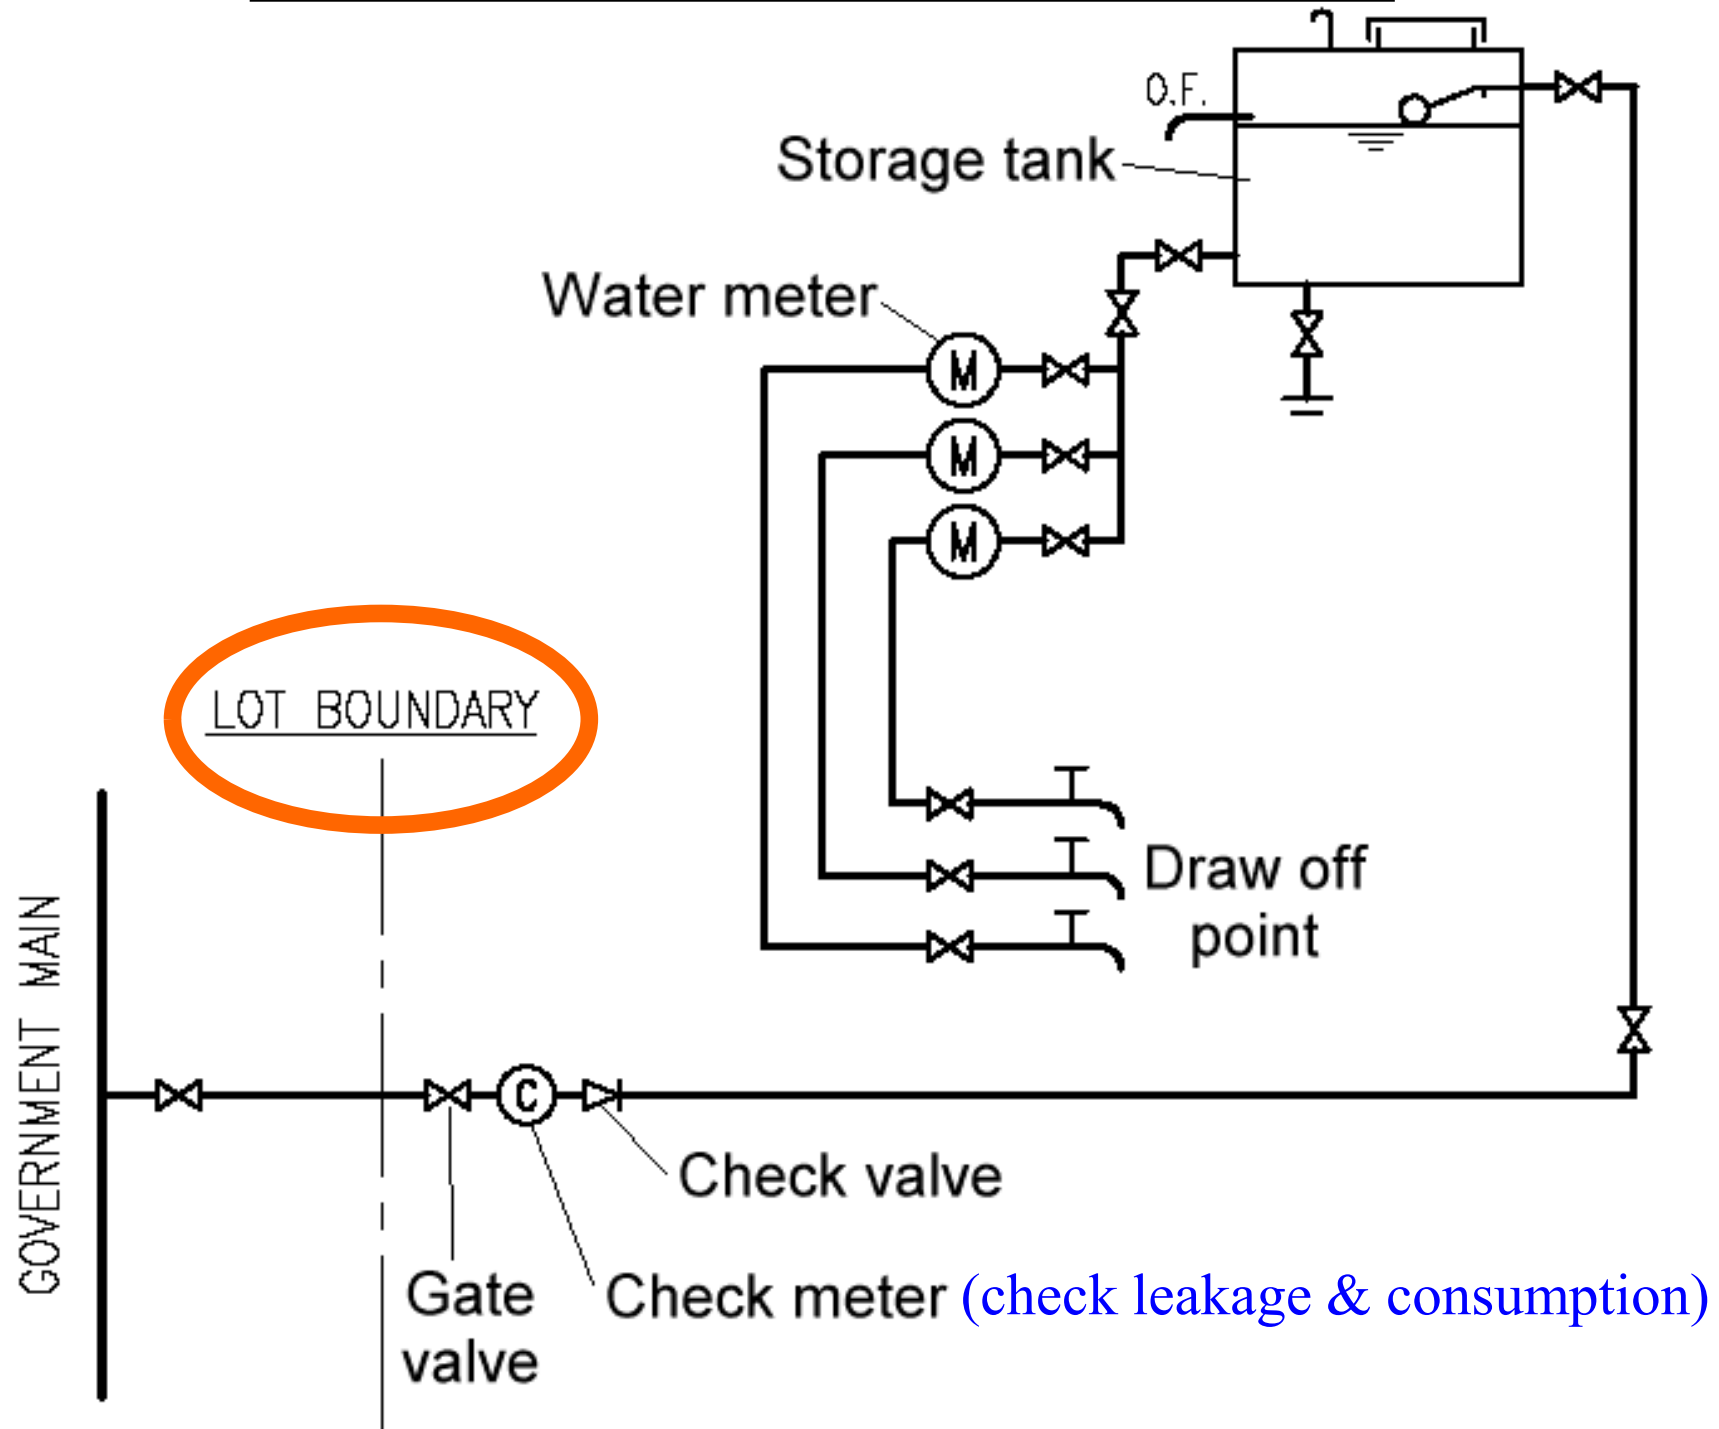 O.F.
Storage tank
Water meter
M
M
M
LOT BOUNDARY
Draw off
point
GOVERNMENT MAIN
C
Check valve
Gate
valve
Check meter (check leakage & consumption)